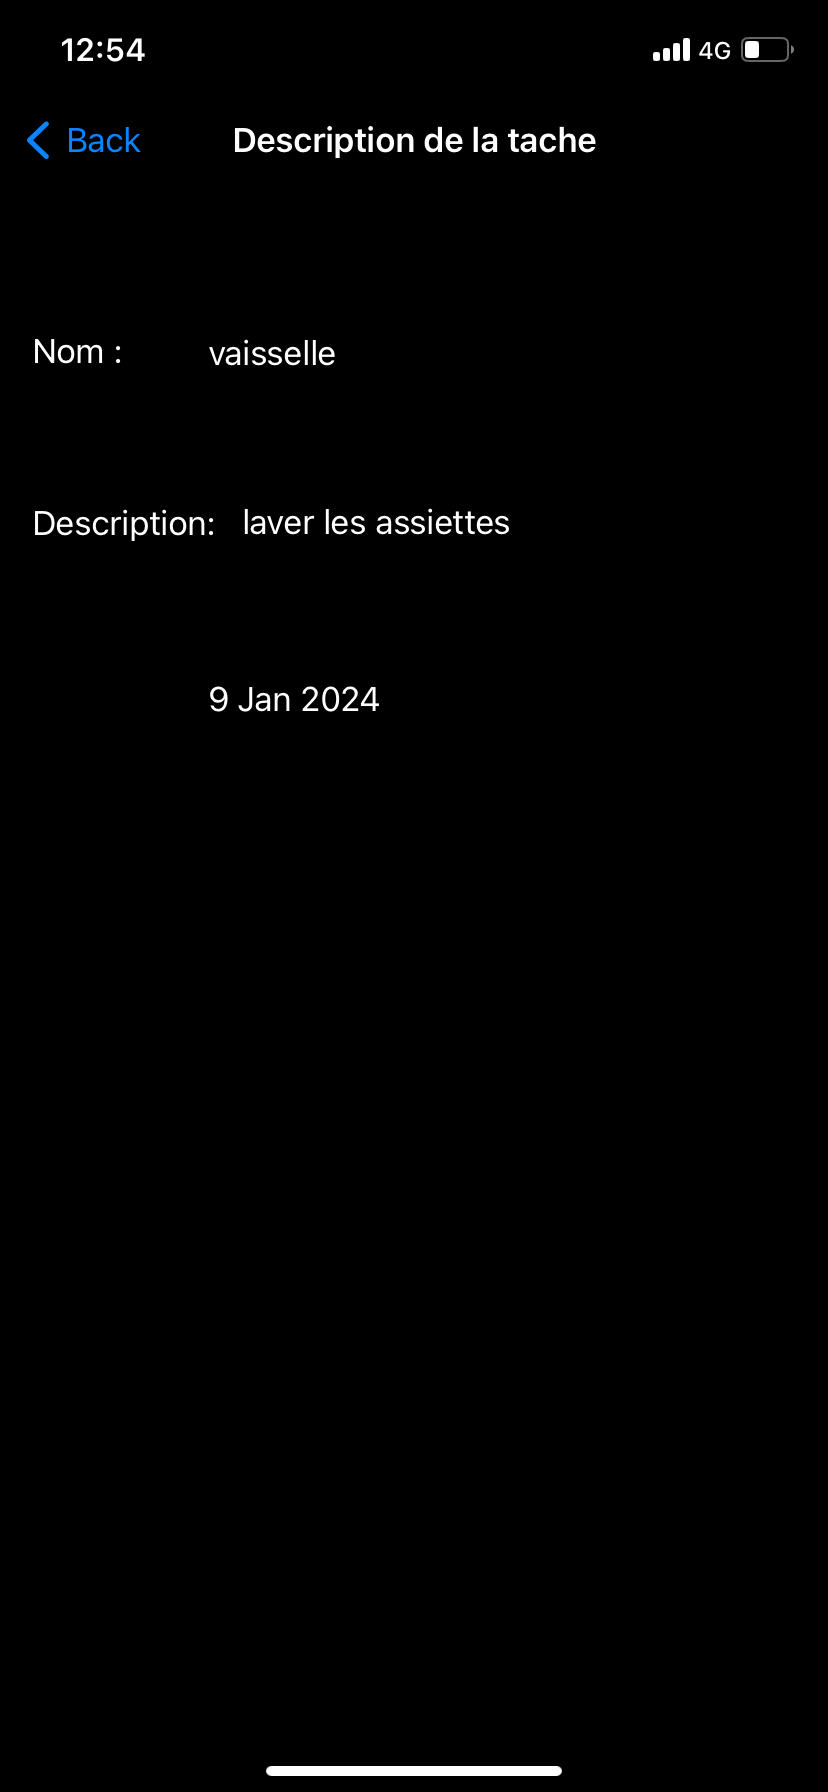 12:54 4G
Back Description de la tache
Nom : vaisselle
Description: laver les assiettes
9 Jan 2024